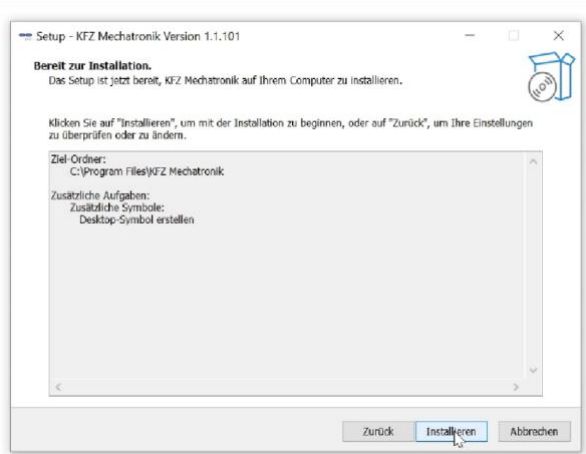 Setup - KFZ Mechatronik Version 1.1.101
Bereit zur Installation.
Das Setup ist jetzt bereit, KFZ Mechatronik auf Ihrem Computer zu installieren.
Klicken Sie auf "Installieren", um mit der Installation zu beginnen, oder auf "Zurück", um Ihre Einstellungen
zu überprüfen oder zu ändern.
Ziel-Ordner:
C:\Program Files\KFZ Mechatronik
Zusätzliche Aufgaben:
Zusätzliche Symbole:
Desktop-Symbol erstellen
Zurück Installieren Abbrechen